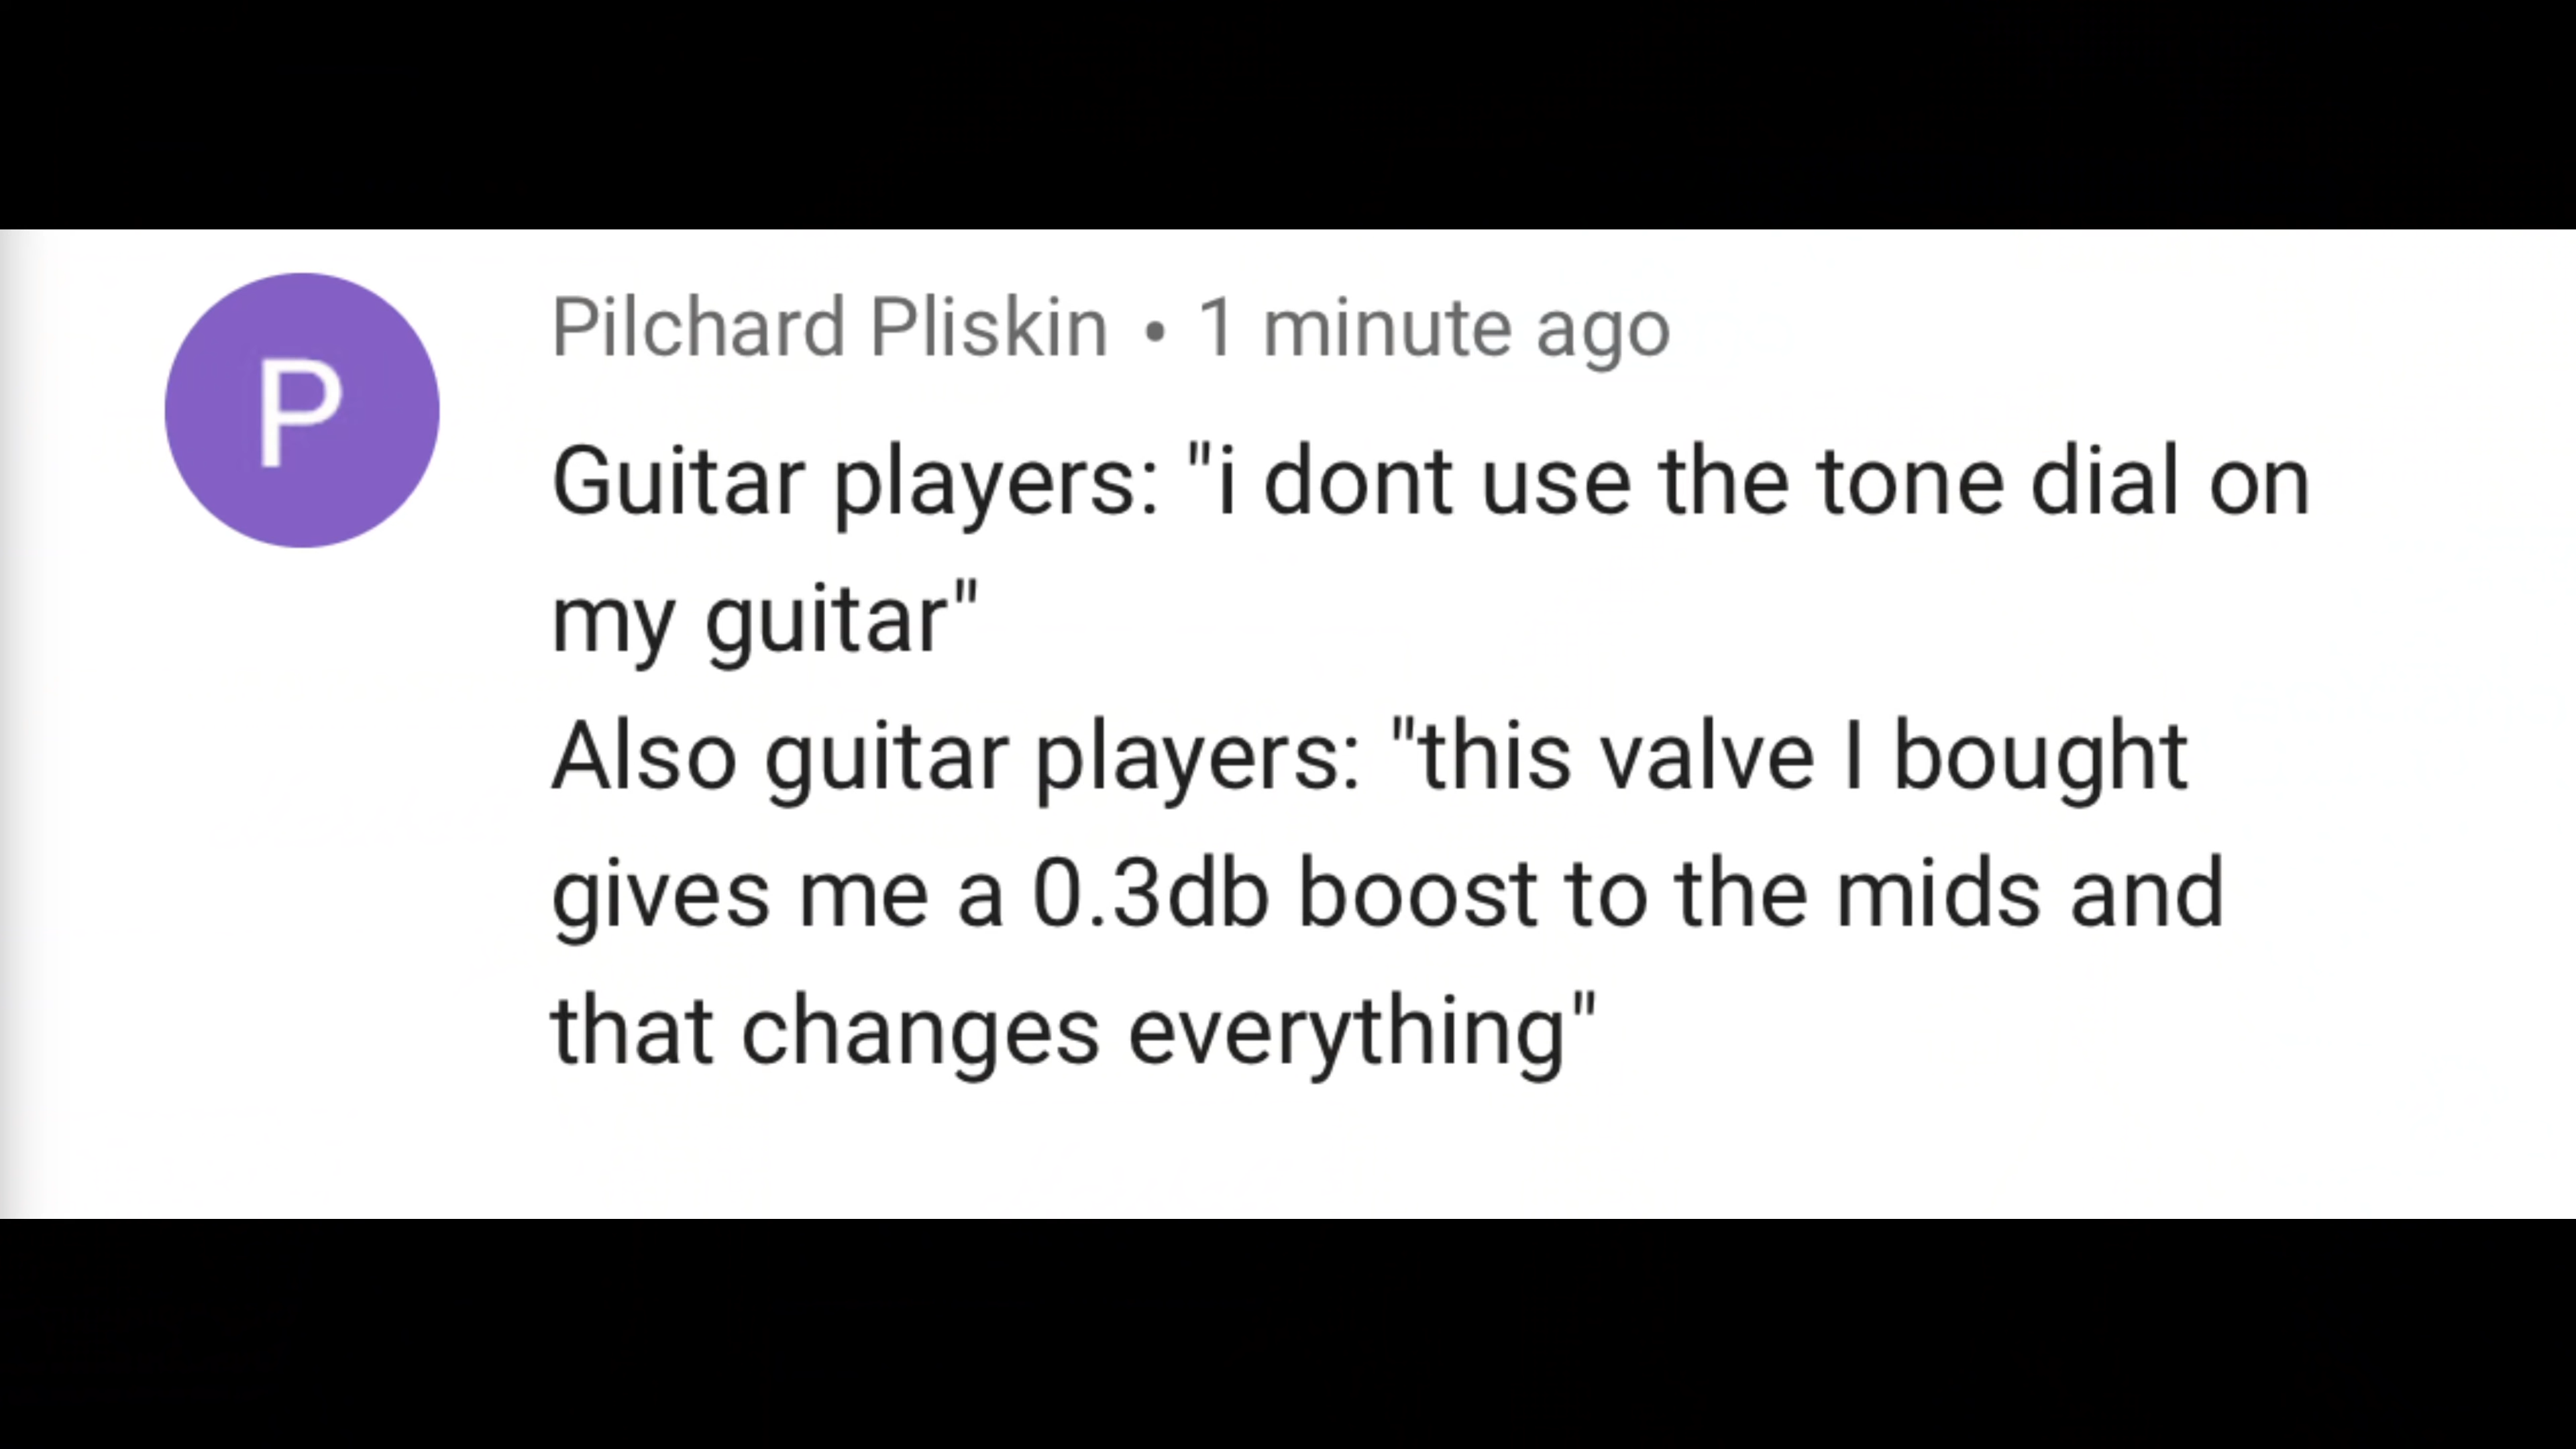 P
Pilchard Pliskin • 1 minute ago
Guitar players: "i dont use the tone dial on
my guitar"
Also guitar players: "this valve I bought
gives me a 0.3db boost to the mids and
that changes everything"